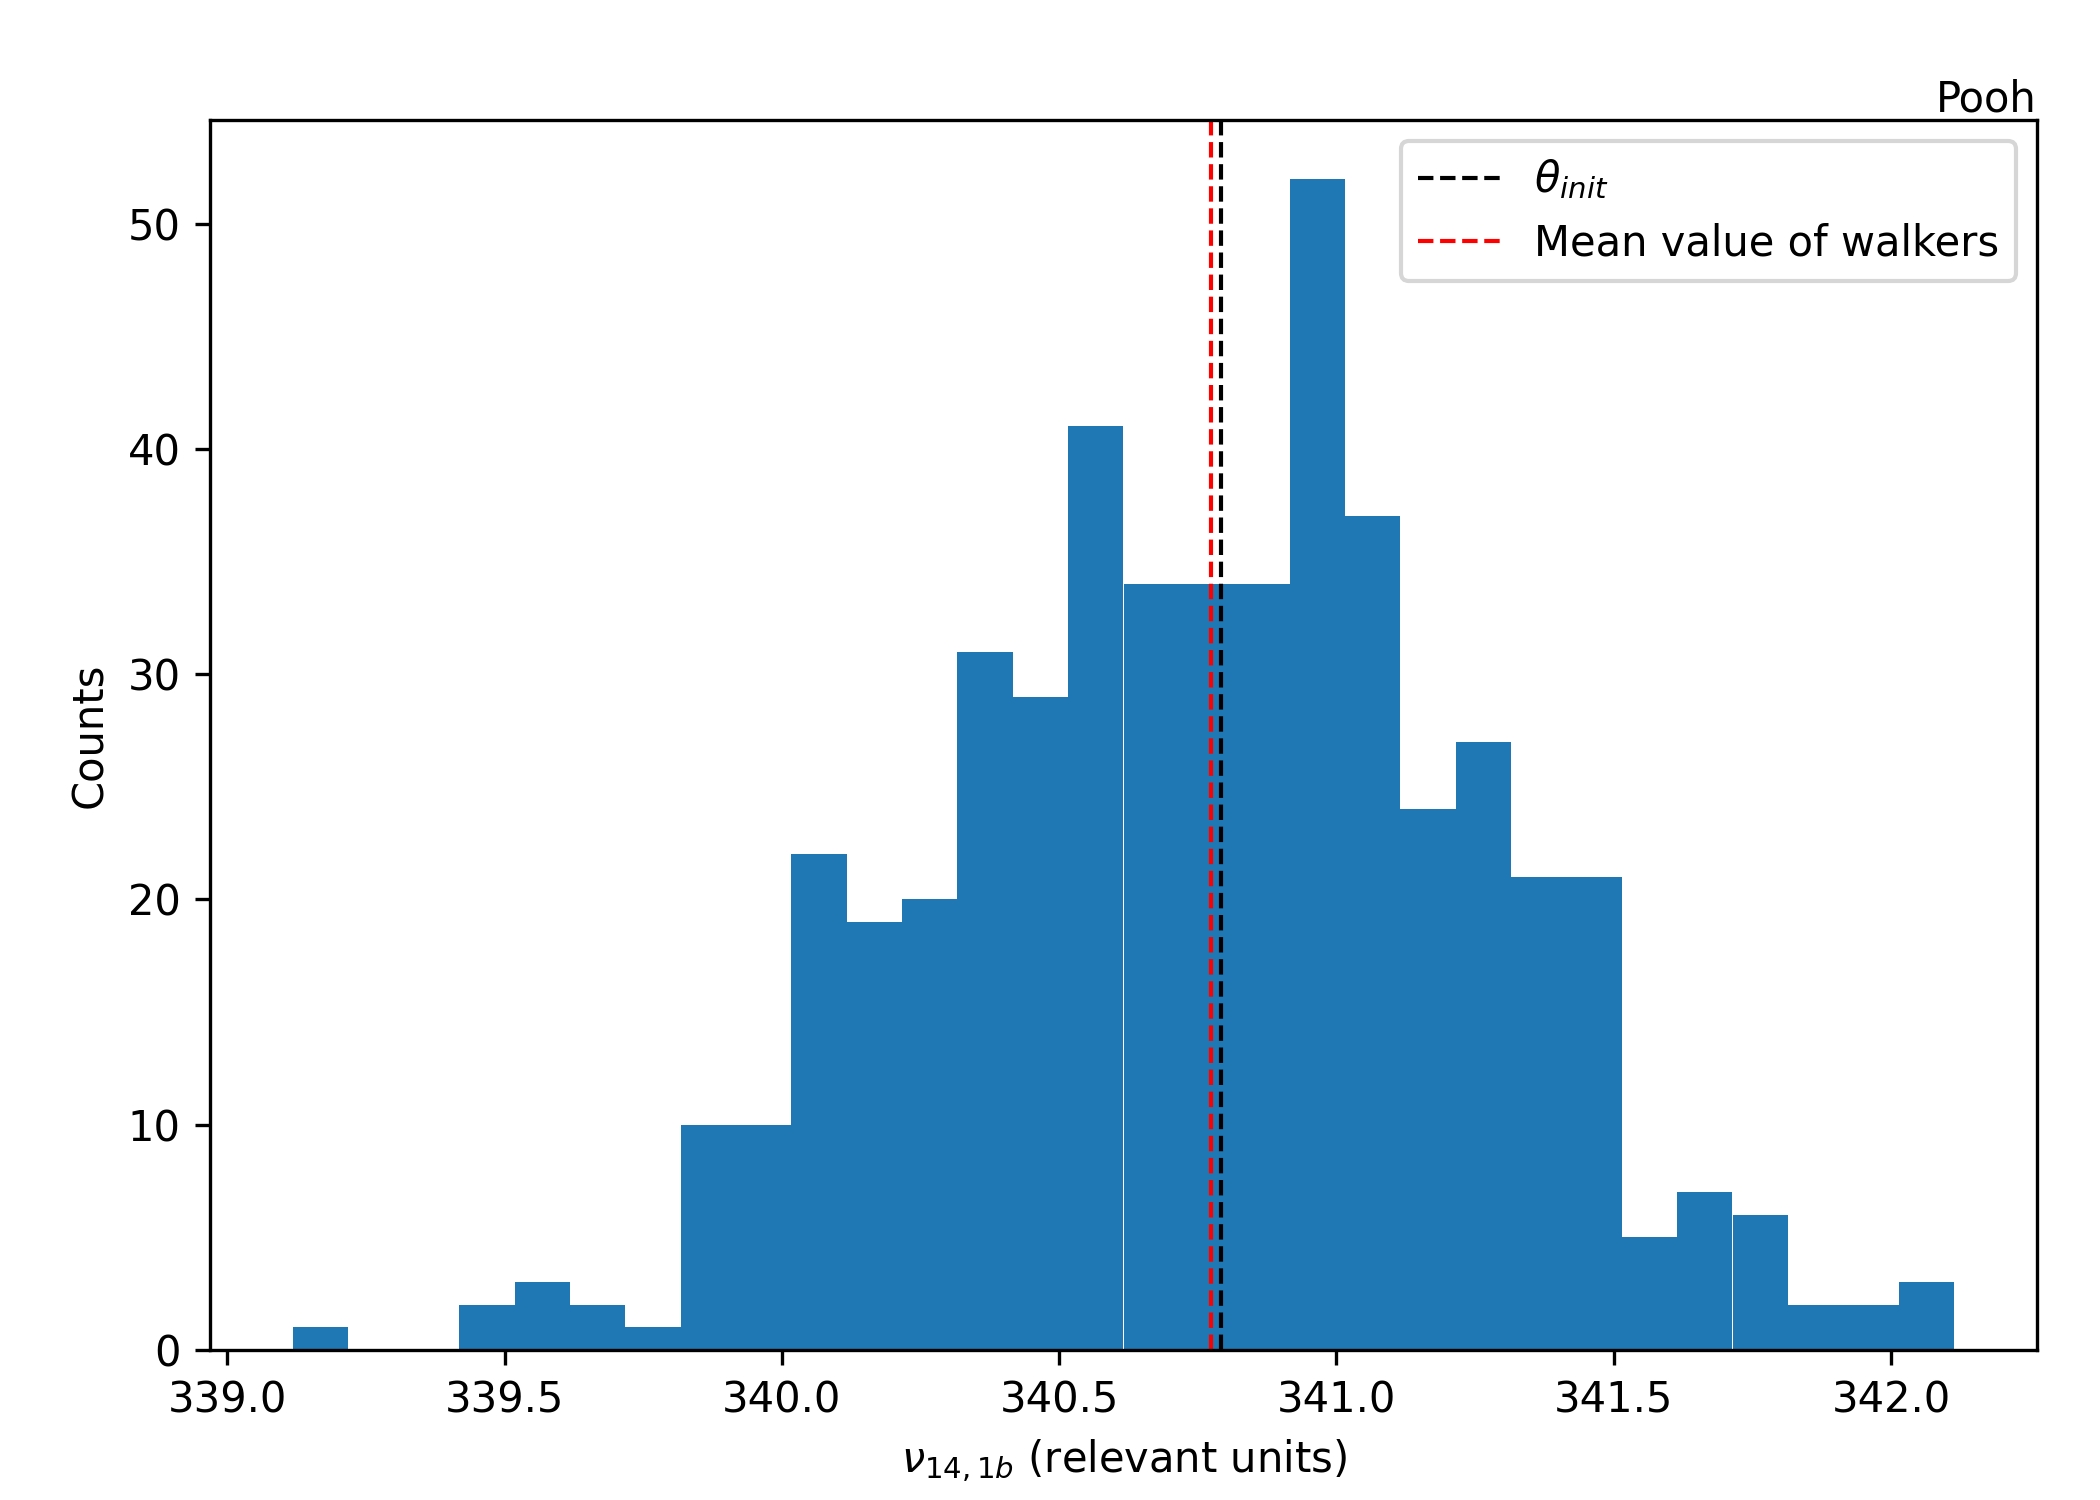 Pooh
θinit
Mean value of walkers
50
40
30
20
10
0
Counts
339.0 339.5 340.0 340.5 341.0 341.5 342.0
ν14,1b (relevant units)